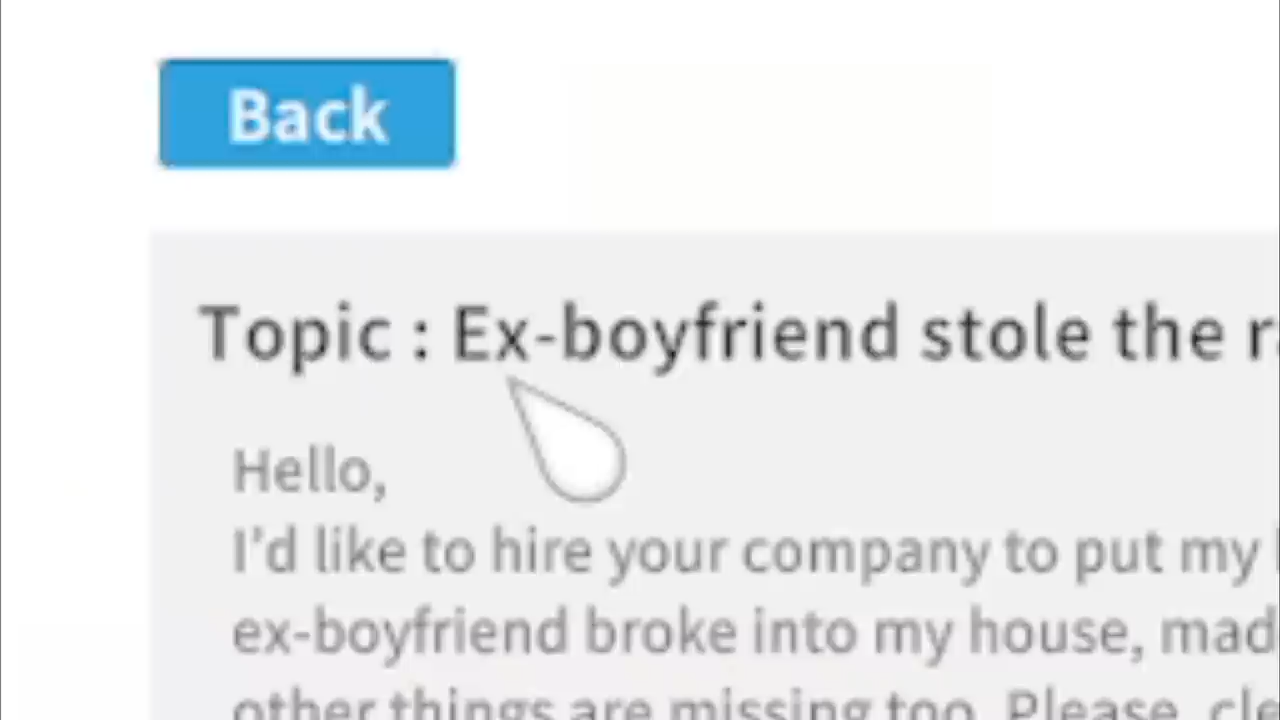 Back
Topic : Ex-boyfriend stole the
Hello,
I'd like to hire your company to put my
ex-boyfriend broke into my house,
other things are missing too. Please,